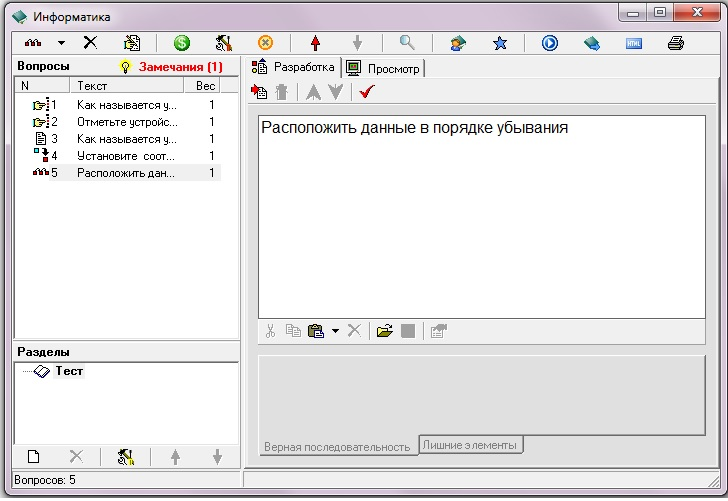 Информатика
HTML
Вопросы Замечания (1)
N Текст Вес
1 Как называется у... 1
2 Отметьте устройс... 1
3 Как называется у... 1
4 Установите соот... 1
5 Расположить дан... 1
Разделы
Тест
Вопросов: 5
Разработка Просмотр
Располoжить данные в порядке убывания
Верная последовательность Лишние элементы